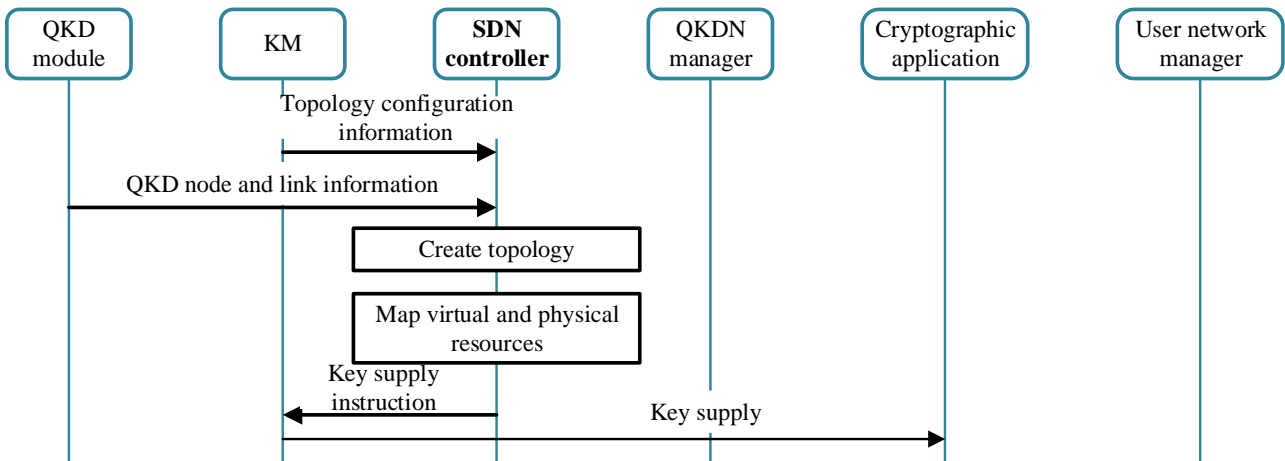 QKD
module
KM
SDN
controller
QKDN
manager
Cryptographic
application
User network
manager
Topology configuration
information
QKD node and link information
Create topology
Map virtual and physical
resources
Key supply
instruction
Key supply